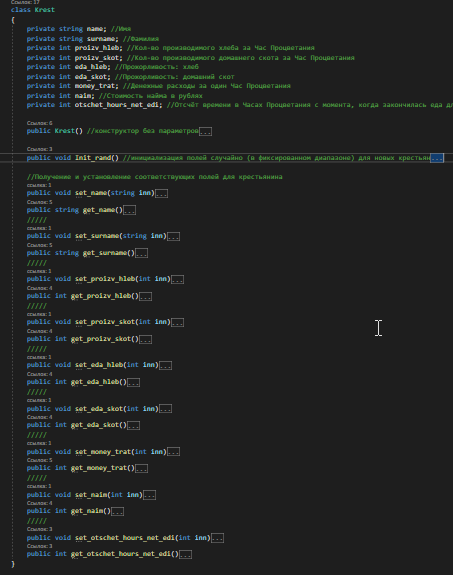 Ссылок: 17
class Krest
{
private string name; //Имя
private string surname; //Фамилия
private int proizv_hleb; //Кол-во производимого хлеба за Час Процветания
private int proizv_skot; //Кол-во производимого домашнего скота за Час Процветания
private int eda_hleb; //Прожорливость: хлеб
private int eda_skot; //Прожорливость: домашний скот
private int money_trat; //Денежные расходы за один Час Процветания
private int naim; //Стоимость найма в рублях
private int otschet_hours_net_edi; //Отсчёт времени в Часах Процветания с момента, когда закончилась еда дл
Ссылок: 6
public Krest() //конструктор без параметров...
Ссылок: 3
public void Init_rand() //инициализация полей случайно (в фиксированном диапазоне) для новых крестьян...
//Получение и установление соответствующих полей для крестьянина
ссылка: 1
public void set_name(string inn)...
Ссылок: 5
public string get_name()...
/////
ссылка: 1
public void set_surname(string inn)...
Ссылок: 5
public string get_surname()...
/////
ссылка: 1
public void set_proizv_hleb(int inn)...
Ссылок: 4
public int get_proizv_hleb()...
/////
ссылка: 1
public void set_proizv_skot(int inn)...
Ссылок: 4
public int get_proizv_skot()...
/////
ссылка: 1
public void set_eda_hleb(int inn)...
Ссылок: 4
public int get_eda_hleb()...
/////
ссылка: 1
public void set_eda_skot(int inn)...
Ссылок: 4
public int get_eda_skot()...
/////
ссылка: 1
public void set_money_trat(int inn)...
Ссылок: 5
public int get_money_trat()...
/////
ссылка: 1
public void set_naim(int inn)...
Ссылок: 4
public int get_naim()...
/////
Ссылок: 3
public void set_otschet_hours_net_edi(int inn)...
Ссылок: 3
public int get_otschet_hours_net_edi()...
}